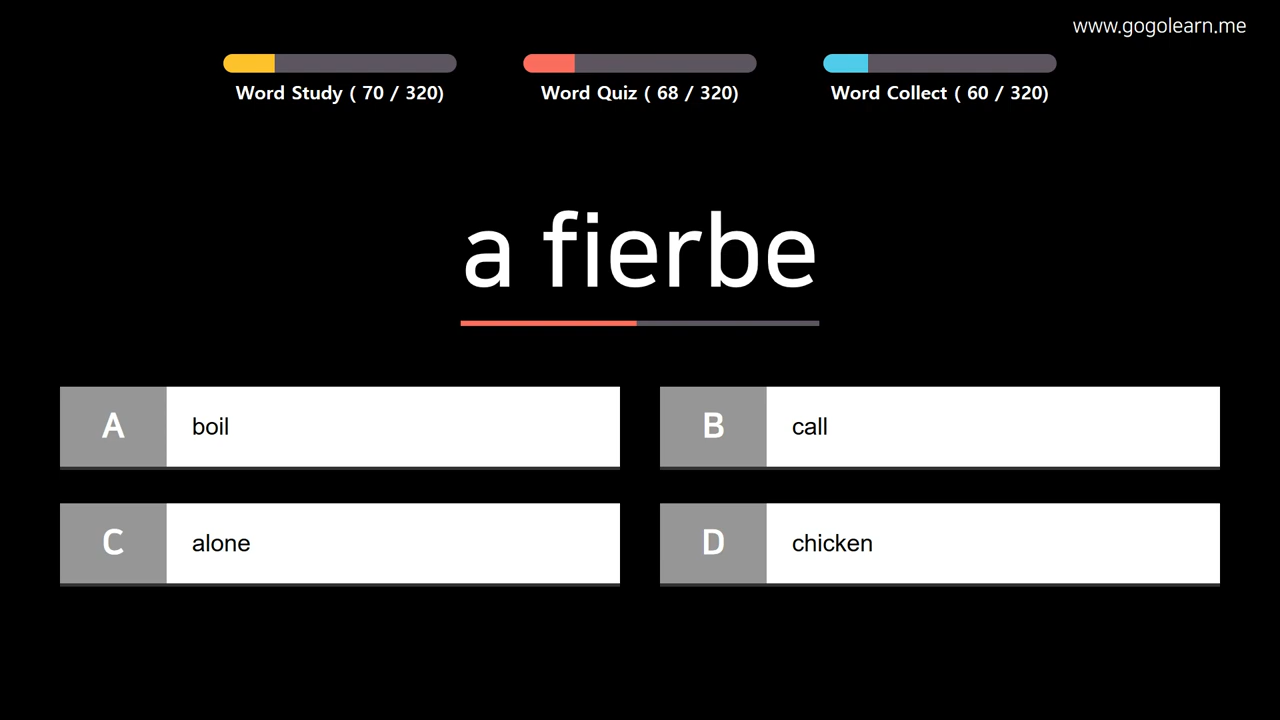 www.gogolearn.me
Word Study ( 70 / 320)
Word Quiz ( 68 / 320)
Word Collect ( 60 / 320)
a fierbe
A boil
B call
C alone
D chicken